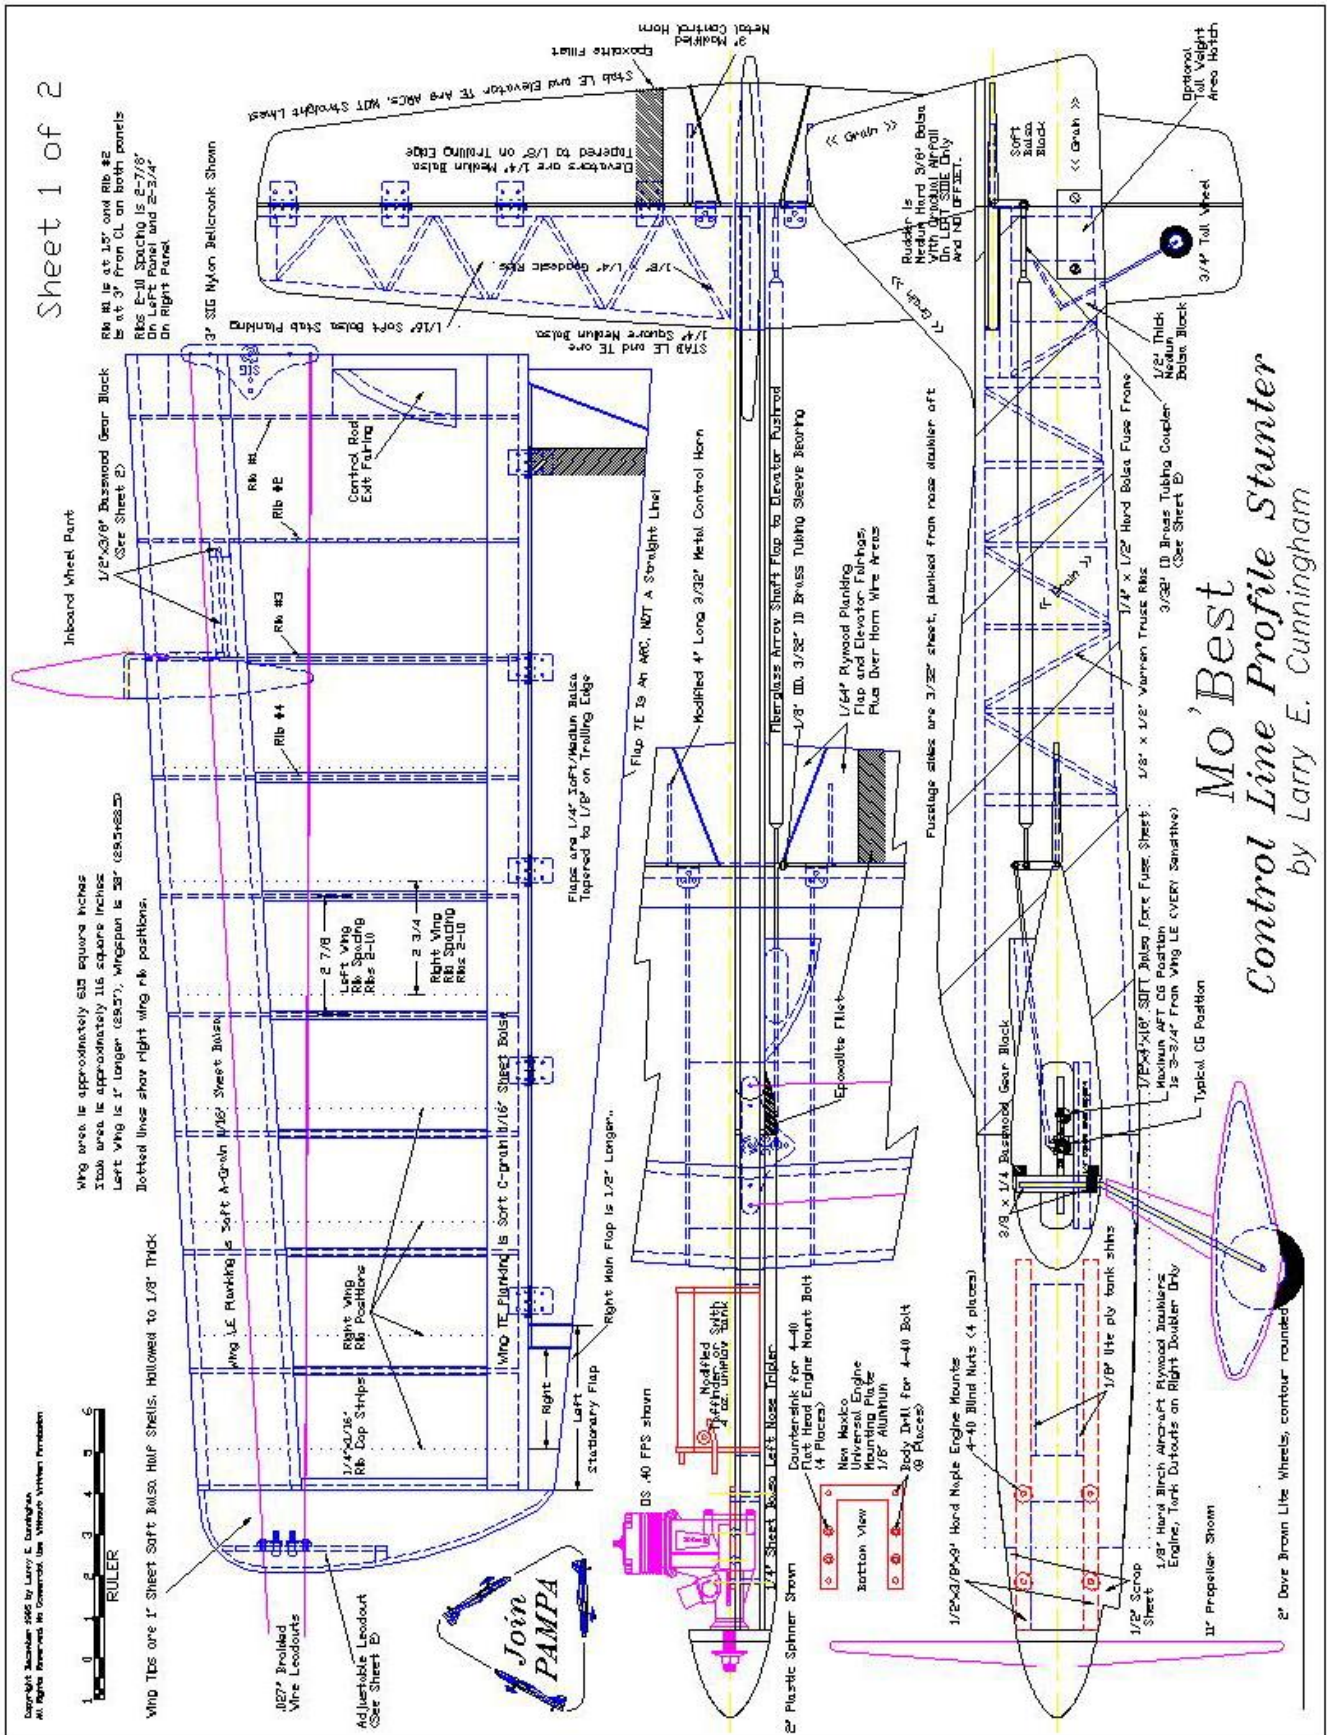 Sheet 1 of 2
Copyright December 1995 by Larry E. Cunningham
All Rights Reserved. No Commercial Use Without Written Permission
1 0 1 2 3 4 5 6
RULER
Wing area is approximately 615 square inches
Stab area is approximately 116 square inches
Left Wing is 1" longer (29.5"), Wingspan is 58" (29.5+28.5)
Dotted lines show right wing rib positions.
Wing Tips are 1" Sheet Soft Balsa Half Shells, Hollowed to 1/8" Thick
.027" Braided
Wire Leadouts
Adjustable Leadout
(See Sheet 2)
Join
PAMPA
Inboard Wheel Pant
1/2"x3/8" Basswood Gear Block
(See Sheet 2)
Rib #1 is at 1.5" and Rib #2
is at 3" from CL on both panels
Ribs 2-10 Spacing is 2-7/8"
On Left Panel and 2-3/4"
On Right Panel
3" SIG Nylon Bellcrank Shown
SIG
Rib #1
Rib #2
Rib #3
Rib #4
Control Rod
Exit Fairing
Wing LE Planking is Soft A-Grain 1/16" Sheet Balsa
2 7/8
Left Wing
Rib Spacing
Ribs 2-10
2 3/4
Right Wing
Rib Spacing
Ribs 2-10
Right Wing
Rib Positions
1/4"x1/16"
Rib Cap Strips
Wing TE Planking is Soft C-grain 1/16" Sheet Balsa
Right
Left
Stationary Flap
Right Main Flap is 1/2" Longer..
Flap TE Is An ARC, NOT A Straight Line!
Flaps are 1/4" Soft/Medium Balsa
Tapered to 1/8" on Trailing Edge
Stab LE and Elevator TE Are ARCs, NOT Straight Lines!
Elevators are 1/4" Medium Balsa
Tapered to 1/8" on Trailing Edge
Epoxolite Fillet
3" Modified
Metal Control Horn
1/8" x 1/4" Geodesic Ribs
1/16" Soft Balsa Stab Planking
STAB LE and TE are
1/4" Square Medium Balsa
Modified 4" Long 3/32" Metal Control Horn
Fiberglass Arrow Shaft Flap to Elevator Pushrod
1/8" OD, 3/32" ID Brass Tubing Sleeve Bearing
1/64" Plywood Planking
Flap and Elevator Fairings,
Plus Over Horn Wire Areas
Epoxolite Fillet
OS .40 FPS shown
4 oz. Uniflow Tank
1/4" Sheet Balsa Left Nose Tripler
2" Plastic Spinner Shown
Countersink for 4-40
Flat Head Engine Mount Bolt
(4 Places)
New Mexico
Universal Engine
Mounting Plate
1/8" Aluminum
Body Drill for 4-40 Bolt
Bottom View
<< Grain >>
<< Grain >>
Rudder is
Medium Hard 3/8" Balsa
With Gradual Airfoil
On LEFT SIDE Only
And NO OFFSET.
Soft
Balsa
Block
<< Grain >>
Optional
Tail Weight
Area Hatch
3/4" Tail Wheel
1/2" Thick
Medium
Balsa Block
3/32" ID Brass Tubing Coupler
(See Sheet 2)
1/4" x 1/2" Hard Balsa Fuse Frame
<< Grain >>
1/8" x 1/2" Warren Truss Ribs
Fuselage sides are 3/32" sheet, planked from nose doubler aft
SOFT Balsa Fore Fuse Sheet
Maximum AFT CG Position
Is 3-3/4" From Wing LE (VERY Sensitive)
Typical CG Position
3/8 x 1/4 Basswood Gear Block
1/2"x3/8"x9" Hard Maple Engine Mounts
4-40 Blind Nuts (4 places)
1/8" lite ply tank shims
1/2" Scrap
Sheet
1/8" Hard Birch Aircraft Plywood Doublers
Engine, Tank Cutouts on Right Doubler Only
11" Propeller Shown
2" Dave Brown Lite Wheels, contour rounded
Mo'Best
Control Line Profile Stunter
by Larry E. Cunningham